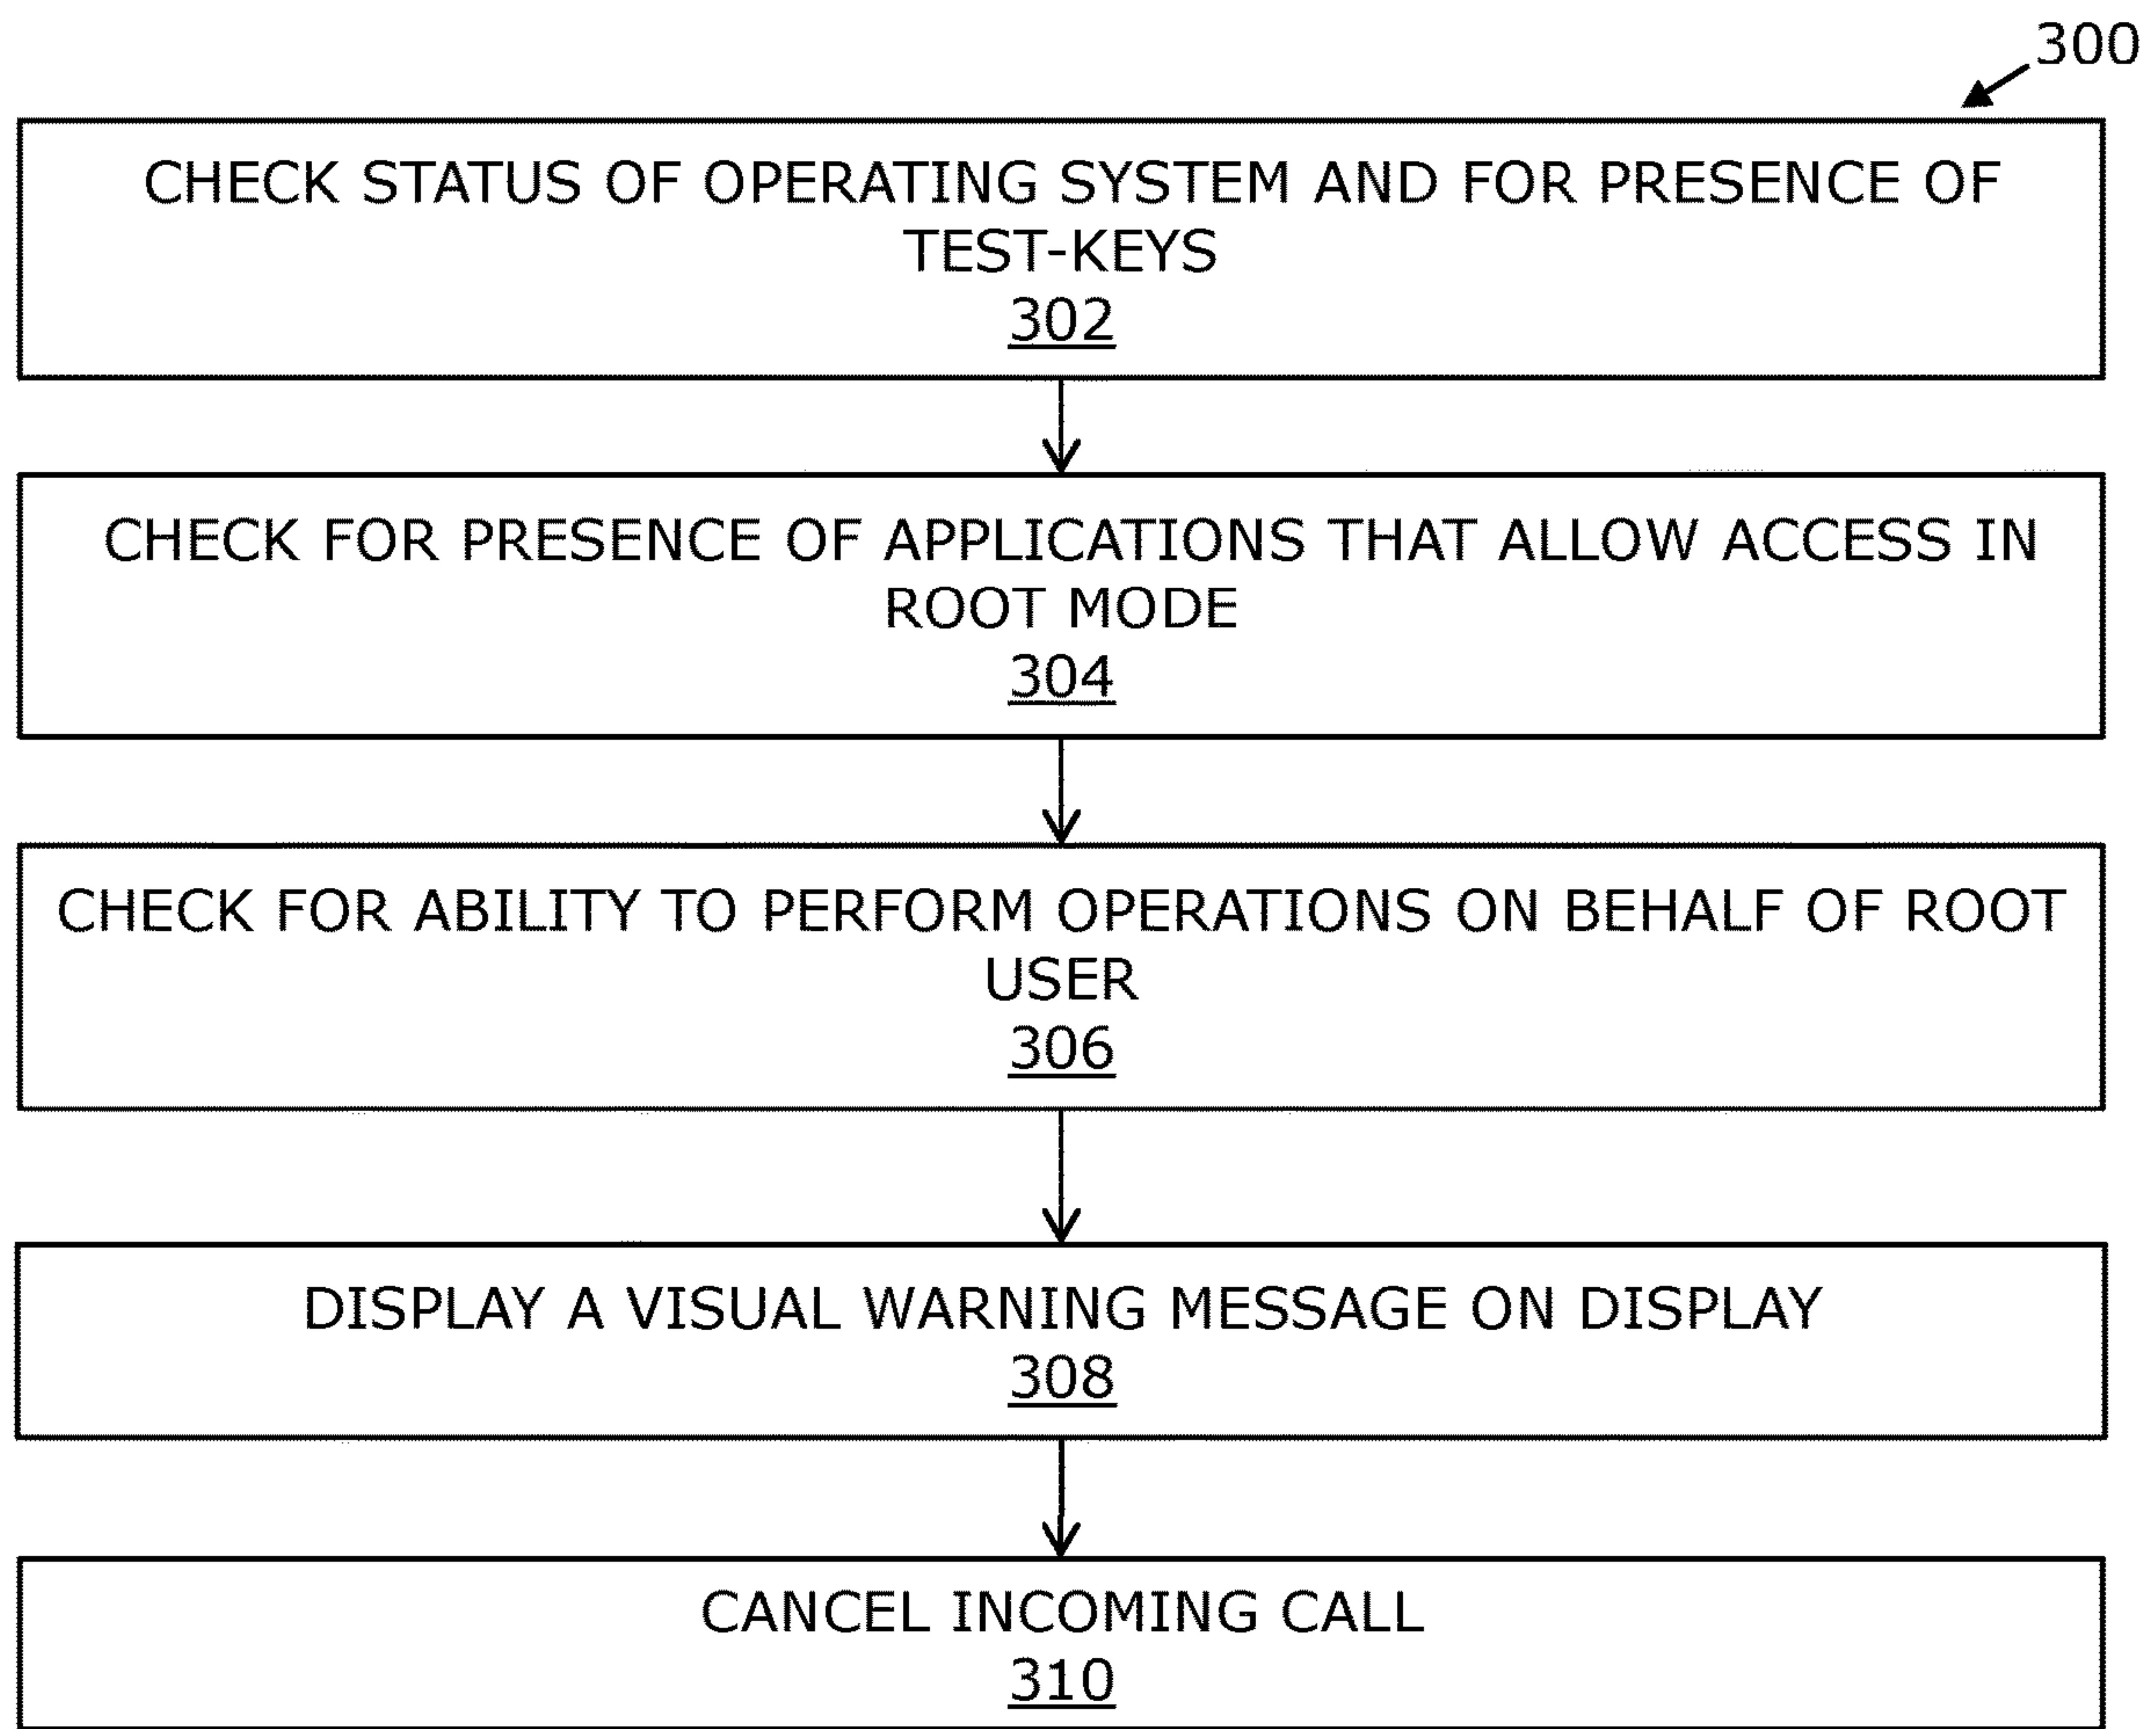 300
CHECK STATUS OF OPERATING SYSTEM AND FOR PRESENCE OF
TEST-KEYS
302
CHECK FOR PRESENCE OF APPLICATIONS THAT ALLOW ACCESS IN
ROOT MODE
304
CHECK FOR ABILITY TO PERFORM OPERATIONS ON BEHALF OF ROOT
USER
306
DISPLAY A VISUAL WARNING MESSAGE ON DISPLAY
308
CANCEL INCOMING CALL
310